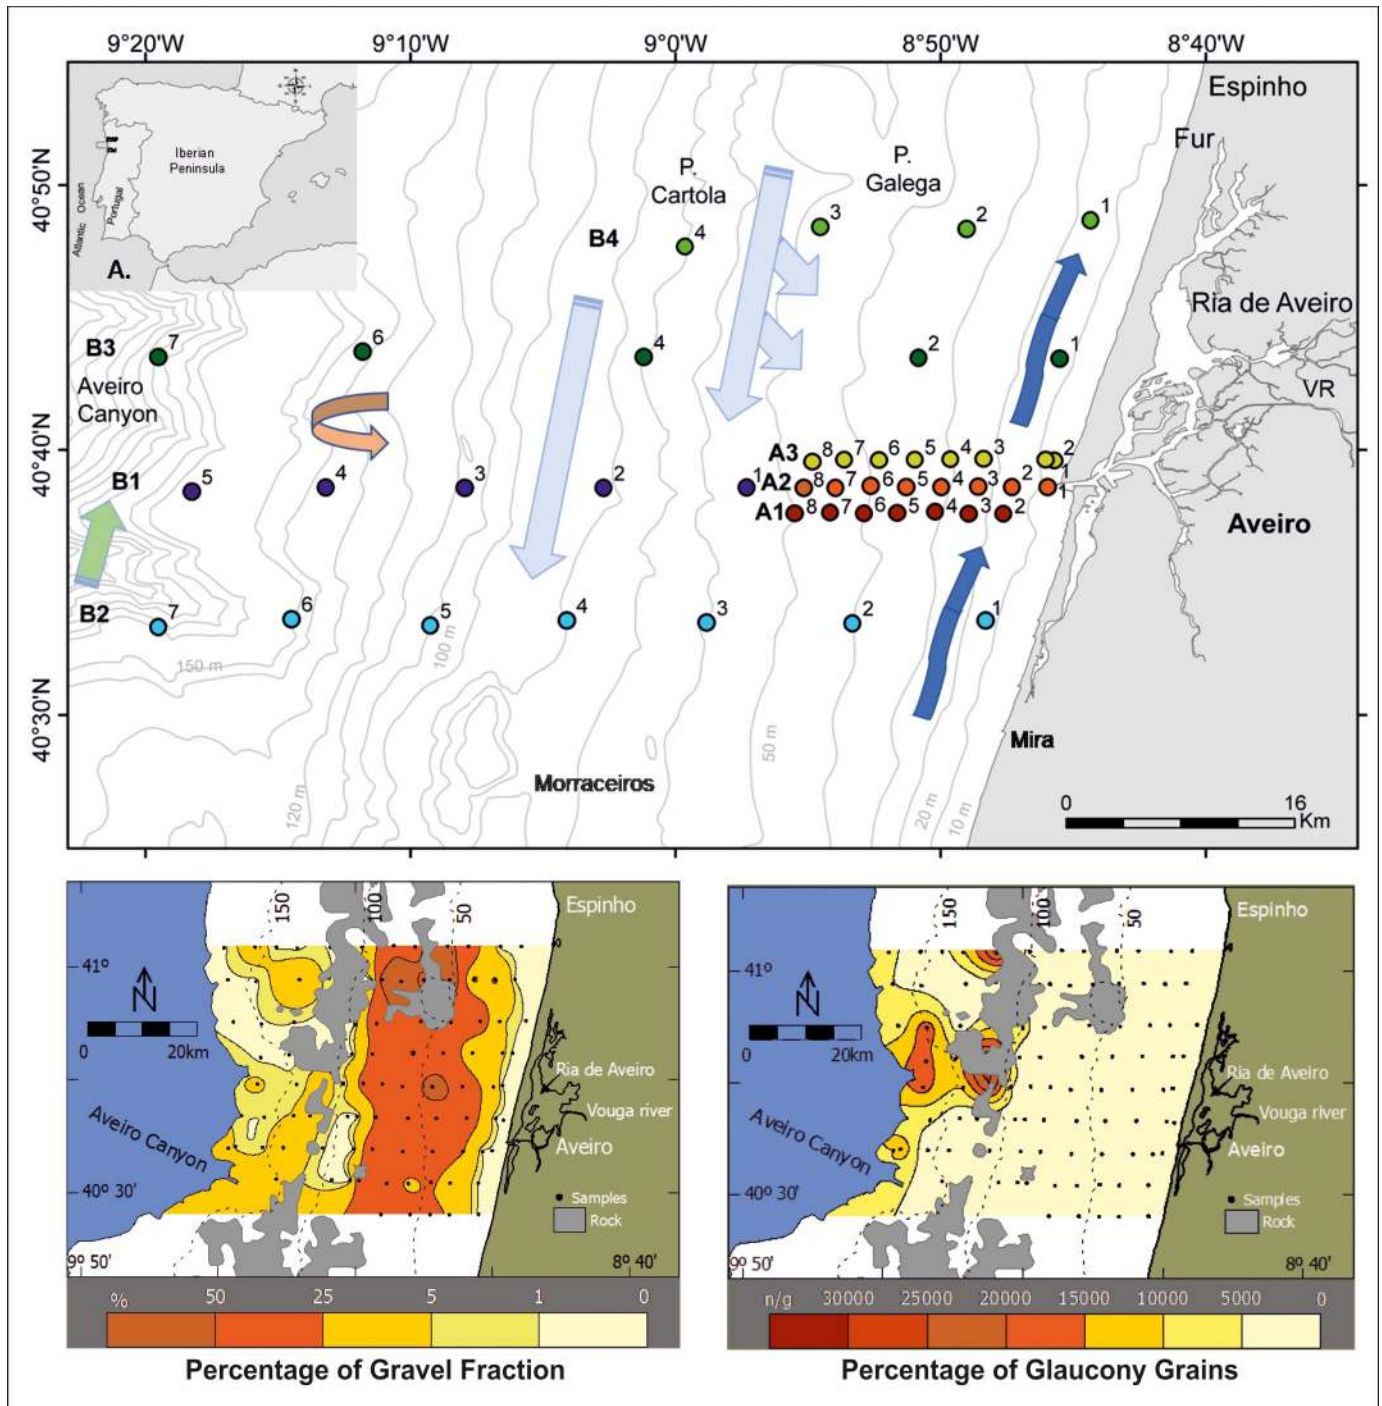 9°20'W
9°10'W
9°0'W
8°50'W
8°40'W
40°50'N
40°40'N
40°30'N
Iberian
Peninsula
Portugal
Atlantic Ocean
A.
Espinho
Fur
P.
Cartola
P.
Galega
B4
4
3
2
1
Ria de Aveiro
VR
B3
7
6
4
2
1
Aveiro
Canyon
A3
8
7
6
5
4
3
2
1
B1
5
4
3
2
1
A2
8
7
6
5
4
3
2
1
A1
8
7
6
5
4
3
2
Aveiro
B2
7
6
5
4
3
2
1
150 m
100 m
120 m
50 m
20 m
10 m
Mira
Morraceiros
0
16
Km
150
100
50
Espinho
41º
N
0
20km
Ria de Aveiro
Vouga river
Aveiro Canyon
Aveiro
40º 30'
Samples
Rock
9º 50'
8º 40'
%
50
25
5
1
0
Percentage of Gravel Fraction
150
100
50
Espinho
41º
N
0
20km
Ria de Aveiro
Vouga river
Aveiro Canyon
Aveiro
40º 30'
Samples
Rock
9º 50'
8º 40'
n/g
30000
25000
20000
15000
10000
5000
0
Percentage of Glaucony Grains